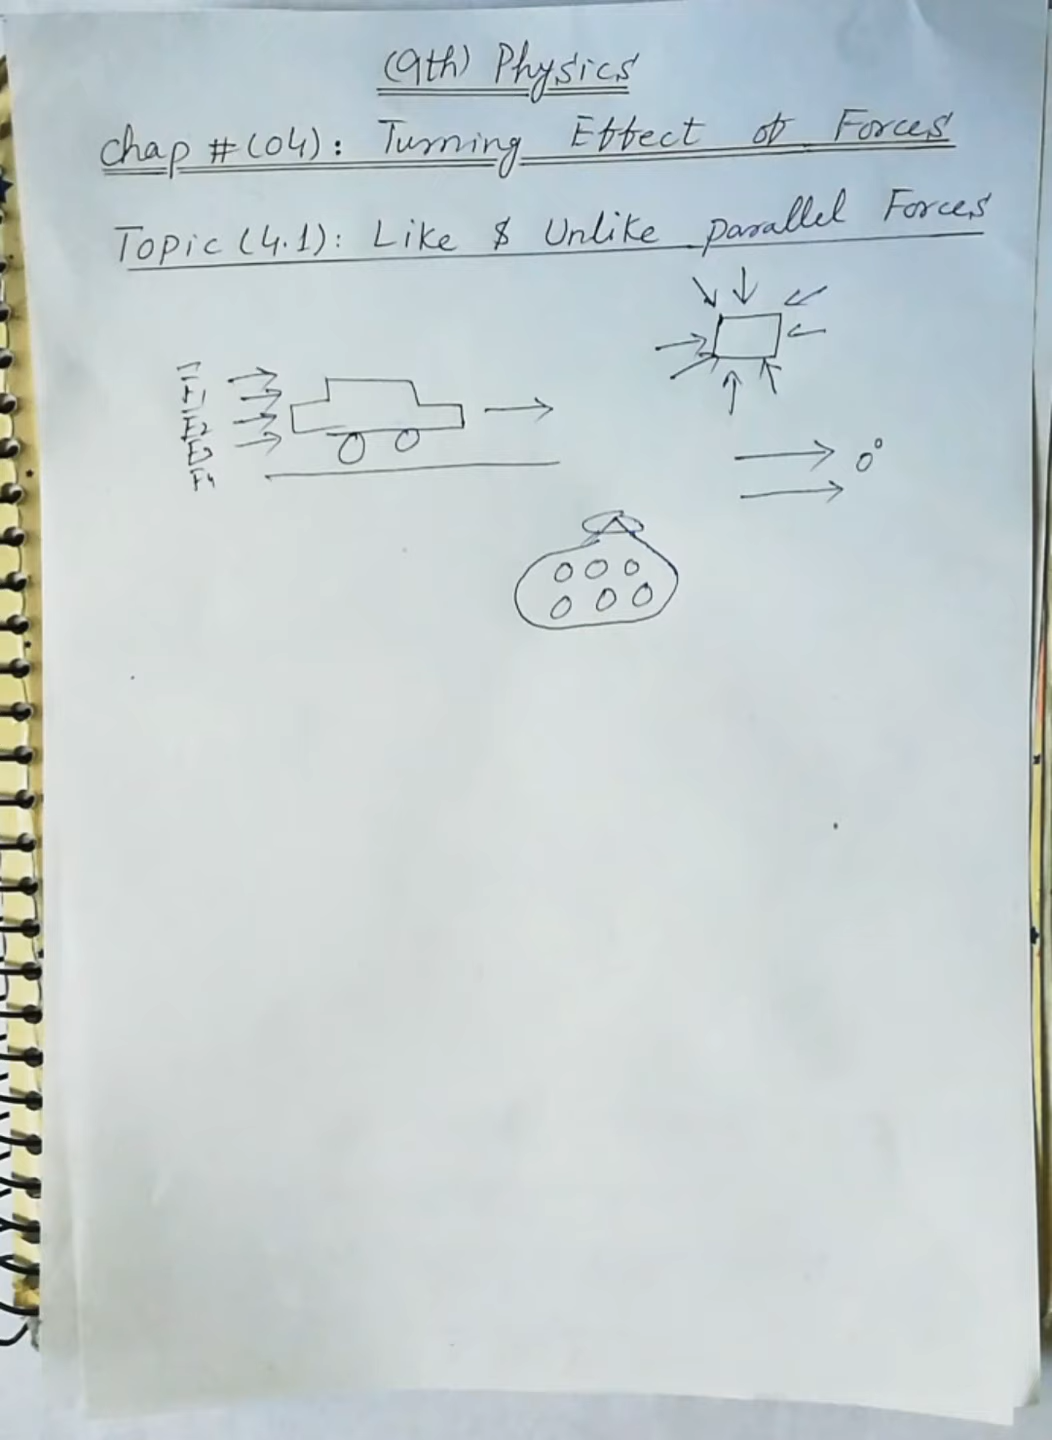 (9th) Physics
Chap # (04): Turning Effect of Forces
Topic (4.1): Like & Unlike parallel Forces
F1
F2
F3
F4
0°